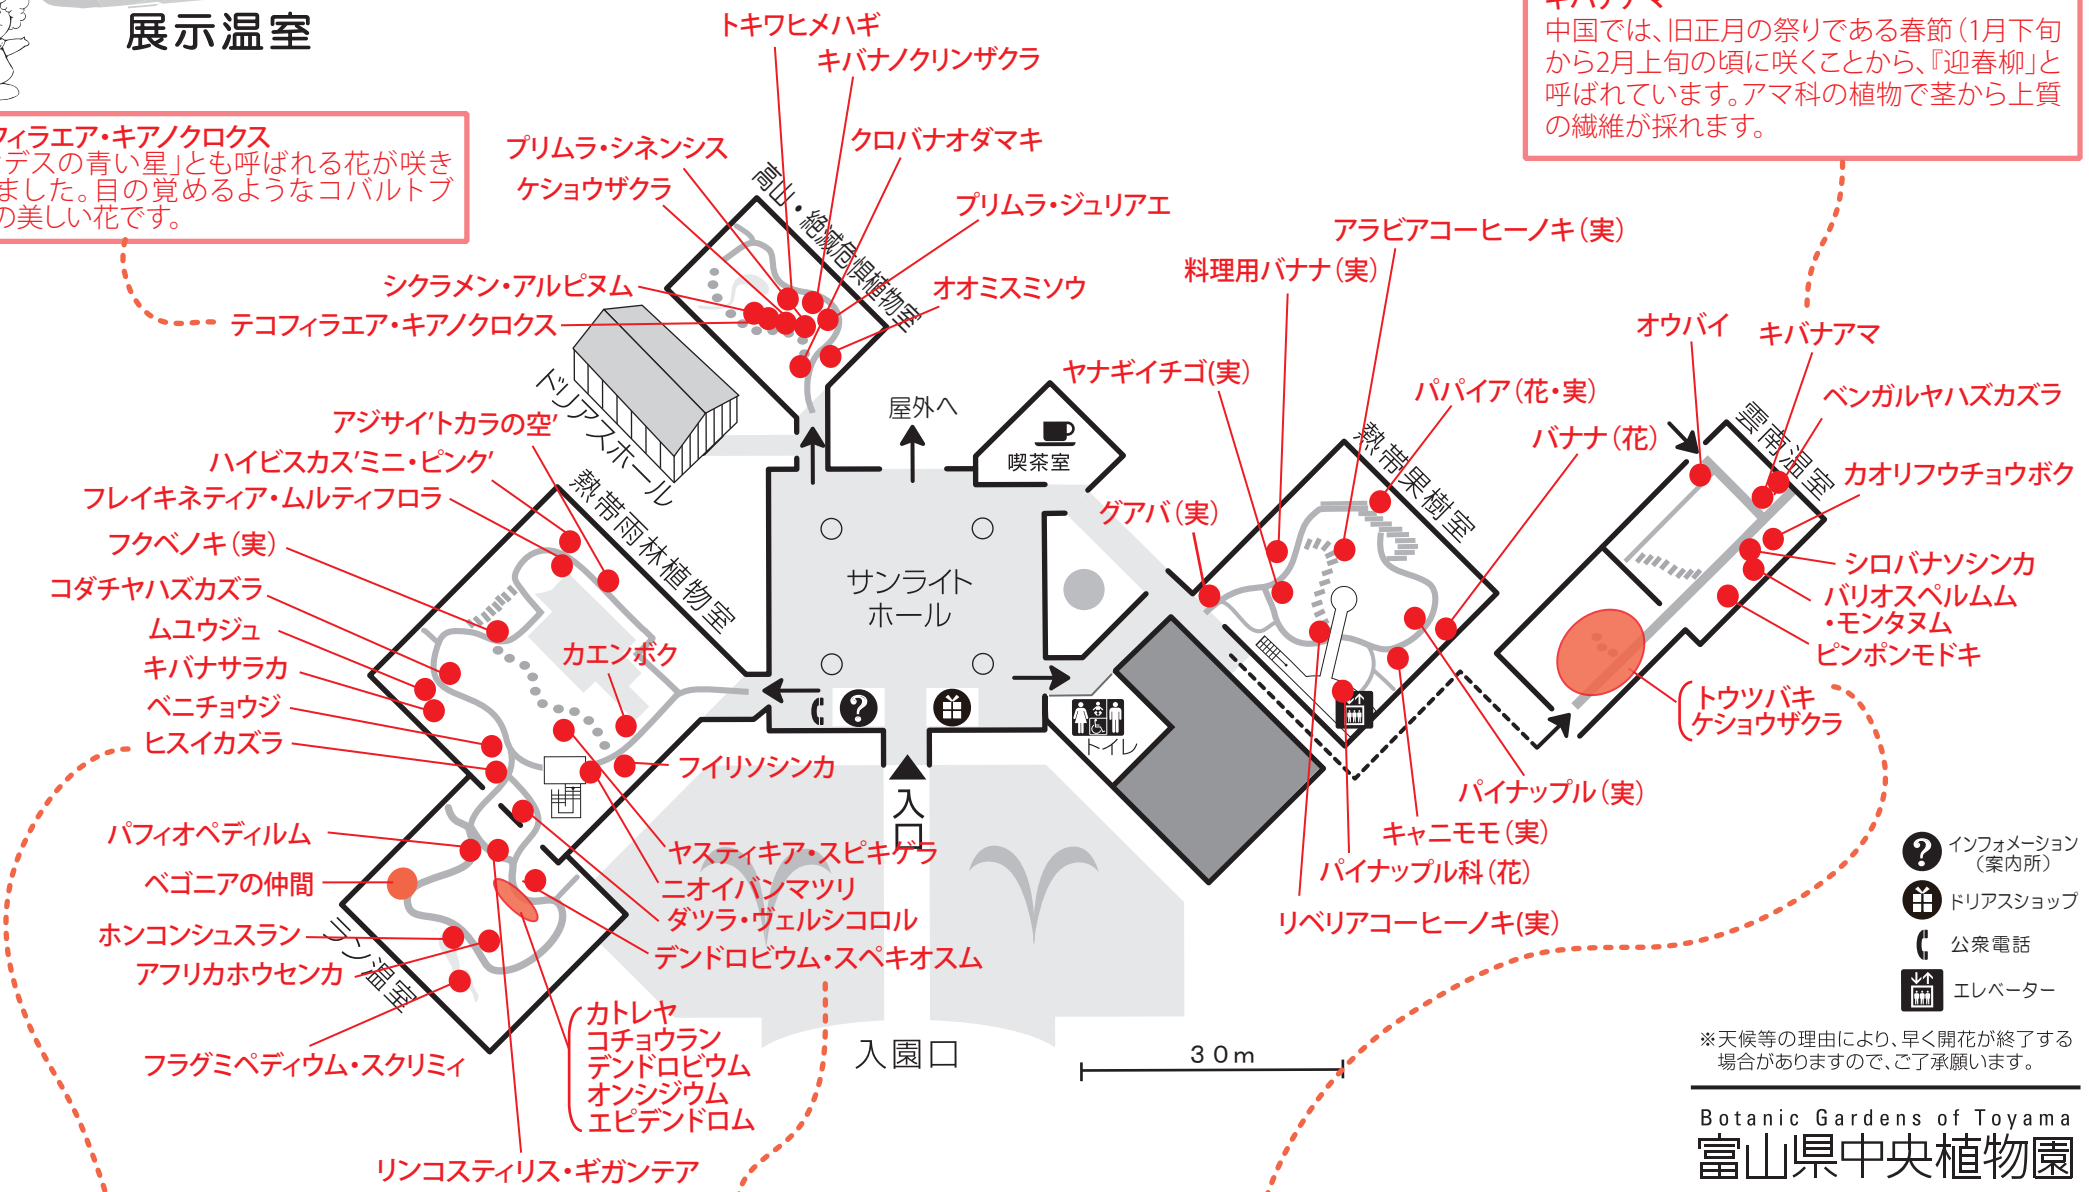 展示温室
フィラエア・キアノクロクス
デスの青い星」とも呼ばれる花が咲き
ました。目の覚めるようなコバルトブ
の美しい花です。
キバナアマ
中国では、旧正月の祭りである春節(1月下旬
から2月上旬の頃に咲くことから、『迎春柳』と
呼ばれています。アマ科の植物で茎から上質
の繊維が採れます。
トキワヒメハギ
キバナノクリンザクラ
プリムラ・シネンシス
ケショウザクラ
クロバナオダマキ
プリムラ・ジュリアエ
シクラメン・アルピヌム
テコフィラエア・キアノクロクス
オオミスミソウ
高山・絶滅危惧植物室
ドリアスホール
屋外へ
喫茶室
アラビアコーヒーノキ(実)
料理用バナナ(実)
ヤナギイチゴ(実)
パパイア(花・実)
バナナ(花)
グアバ(実)
熱帯果樹室
オウバイ
キバナアマ
ベンガルヤハズカズラ
雲南温室
カオリフウチョウボク
シロバナソシンカ
バリオスペルムム
・モンタヌム
ピンポンモドキ
トウツバキ
ケショウザクラ
アジサイ'トカラの空'
ハイビスカス'ミニ・ピンク'
フレイキネティア・ムルティフロラ
フクベノキ(実)
コダチヤハズカズラ
ムユウジュ
キバナサラカ
ベニチョウジ
ヒスイカズラ
熱帯雨林植物室
カエンボク
サンライト
ホール
トイレ
フイリソシンカ
入口
パイナップル(実)
キャニモモ(実)
パイナップル科(花)
リベリアコーヒーノキ(実)
ヤスティキア・スピキゲラ
ニオイバンマツリ
ダツラ・ヴェルシコロル
デンドロビウム・スペキオスム
パフィオペディルム
ベゴニアの仲間
ホンコンシュスラン
アフリカホウセンカ
ラン温室
フラグミペディウム・スクリミィ
カトレヤ
コチョウラン
デンドロビウム
オンシジウム
エピデンドロム
リンコスティリス・ギガンテア
入園口
30m
インフォメーション
(案内所)
ドリアスショップ
公衆電話
エレベーター
※天候等の理由により、早く開花が終了する
場合がありますので、ご了承願います。
Botanic Gardens of Toyama
富山県中央植物園